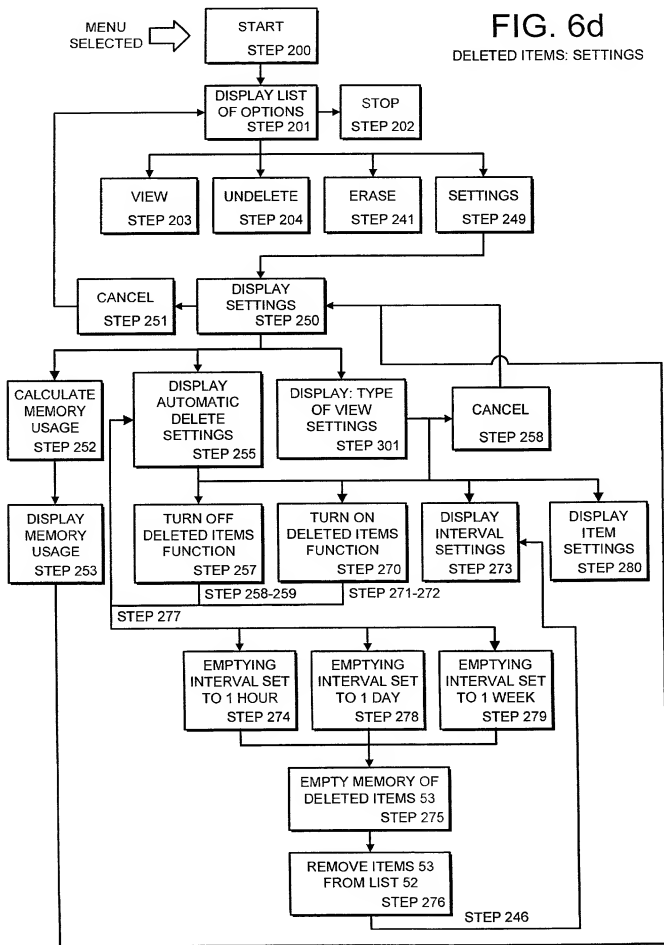 FIG. 6d
DELETED ITEMS: SETTINGS
MENU
SELECTED
START
STEP 200
DISPLAY LIST
OF OPTIONS
STEP 201
STOP
STEP 202
VIEW
STEP 203
UNDELETE
STEP 204
ERASE
STEP 241
SETTINGS
STEP 249
CANCEL
STEP 251
DISPLAY
SETTINGS
STEP 250
CALCULATE
MEMORY
USAGE
STEP 252
DISPLAY
AUTOMATIC
DELETE
SETTINGS
STEP 255
DISPLAY: TYPE
OF VIEW
SETTINGS
STEP 301
CANCEL
STEP 258
DISPLAY
MEMORY
USAGE
STEP 253
TURN OFF
DELETED ITEMS
FUNCTION
STEP 257
TURN ON
DELETED ITEMS
FUNCTION
STEP 270
DISPLAY
INTERVAL
SETTINGS
STEP 273
DISPLAY
ITEM
SETTINGS
STEP 280
STEP 258-259
STEP 271-272
STEP 277
EMPTYING
INTERVAL SET
TO 1 HOUR
STEP 274
EMPTYING
INTERVAL SET
TO 1 DAY
STEP 278
EMPTYING
INTERVAL SET
TO 1 WEEK
STEP 279
EMPTY MEMORY OF
DELETED ITEMS 53
STEP 275
REMOVE ITEMS 53
FROM LIST 52
STEP 276
STEP 246